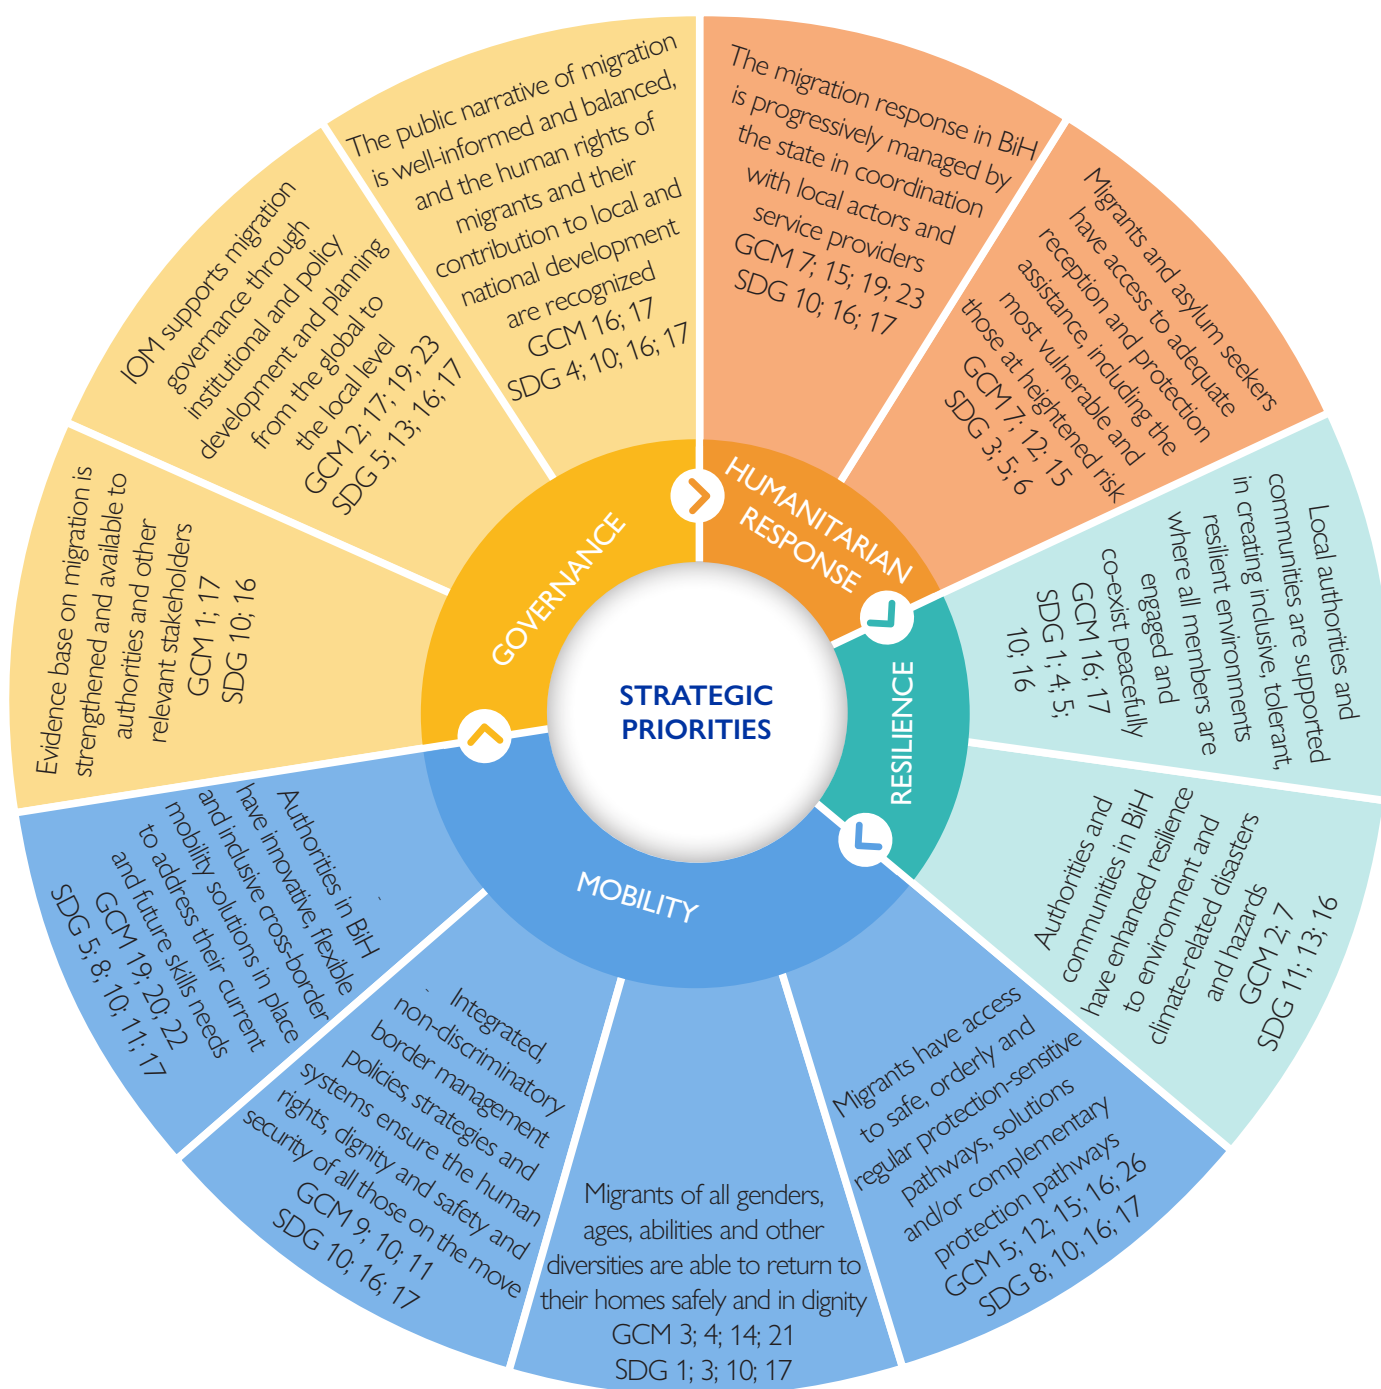 STRATEGIC
PRIORITIES
HUMANITARIAN
RESPONSE
The migration response in BiH
is progressively managed by
the state in coordination
with local actors and
service providers
GCM 7; 15; 19; 23
SDG 10; 16; 17
Migrants and asylum seekers
have access to adequate
reception and protection
assistance, including the
most vulnerable and
those at heightened risk
GCM 7; 12; 15
SDG 3; 5; 6
RESILIENCE
Local authorities and
communities are supported
in creating inclusive, tolerant,
resilient environments
where all members are
engaged and
co-exist peacefully
GCM 16; 17
SDG 1; 4; 5;
10; 16
Authorities and
communities in BiH
have enhanced resilience
to environment and
climate-related disasters
and hazards
GCM 2; 7
SDG 11; 13; 16
MOBILITY
Migrants have access
to safe, orderly and
regular protection-sensitive
pathways, solutions
and/or complementary
protection pathways
GCM 5; 12; 15; 16; 26
SDG 8; 10; 16; 17
Migrants of all genders,
ages, abilities and other
diversities are able to return to
their homes safely and in dignity
GCM 3; 4; 14; 21
SDG 1; 3; 10; 17
Integrated,
non-discriminatory
border management
policies, strategies and
systems ensure the human
rights, dignity and safety and
security of all those on the move
GCM 9; 10; 11
SDG 10; 16; 17
Authorities in BiH
have innovative, flexible
and inclusive cross-border
mobility solutions in place
to address their current
and future skills needs
GCM 19; 20; 22
SDG 5; 8; 10; 11; 17
GOVERNANCE
Evidence base on migration is
strengthened and available to
authorities and other
relevant stakeholders
GCM 1; 17
SDG 10; 16
IOM supports migration
governance through
institutional and policy
development and planning
from the global to
the local level
GCM 2; 17; 19; 23
SDG 5; 13; 16; 17
The public narrative of migration
is well-informed and balanced,
and the human rights of
migrants and their
contribution to local and
national development
are recognized
GCM 16; 17
SDG 4; 10; 16; 17